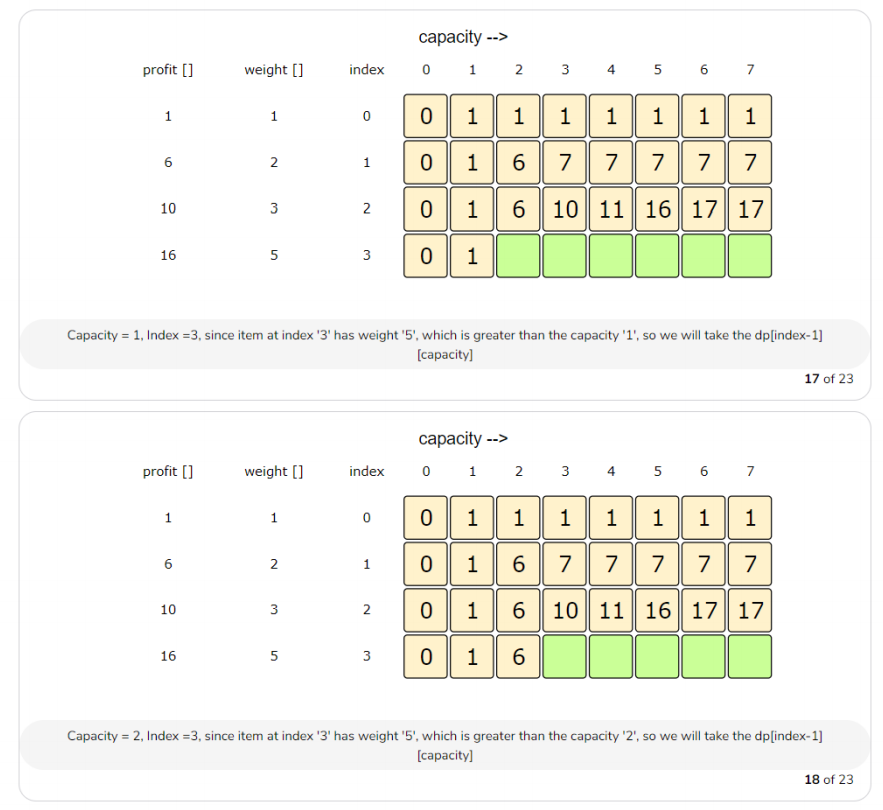 capacity -->
profit [] weight [] index 0 1 2 3 4 5 6 7
1 1 0 0 1 1 1 1 1 1 1
6 2 1 0 1 6 7 7 7 7 7
10 3 2 0 1 6 10 11 16 17 17
16 5 3 0 1
Capacity = 1, Index =3, since item at index '3' has weight '5', which is greater than the capacity '1', so we will take the dp[index-1]
[capacity]
17 of 23
capacity -->
profit [] weight [] index 0 1 2 3 4 5 6 7
1 1 0 0 1 1 1 1 1 1 1
6 2 1 0 1 6 7 7 7 7 7
10 3 2 0 1 6 10 11 16 17 17
16 5 3 0 1 6
Capacity = 2, Index =3, since item at index '3' has weight '5', which is greater than the capacity '2', so we will take the dp[index-1]
[capacity]
18 of 23